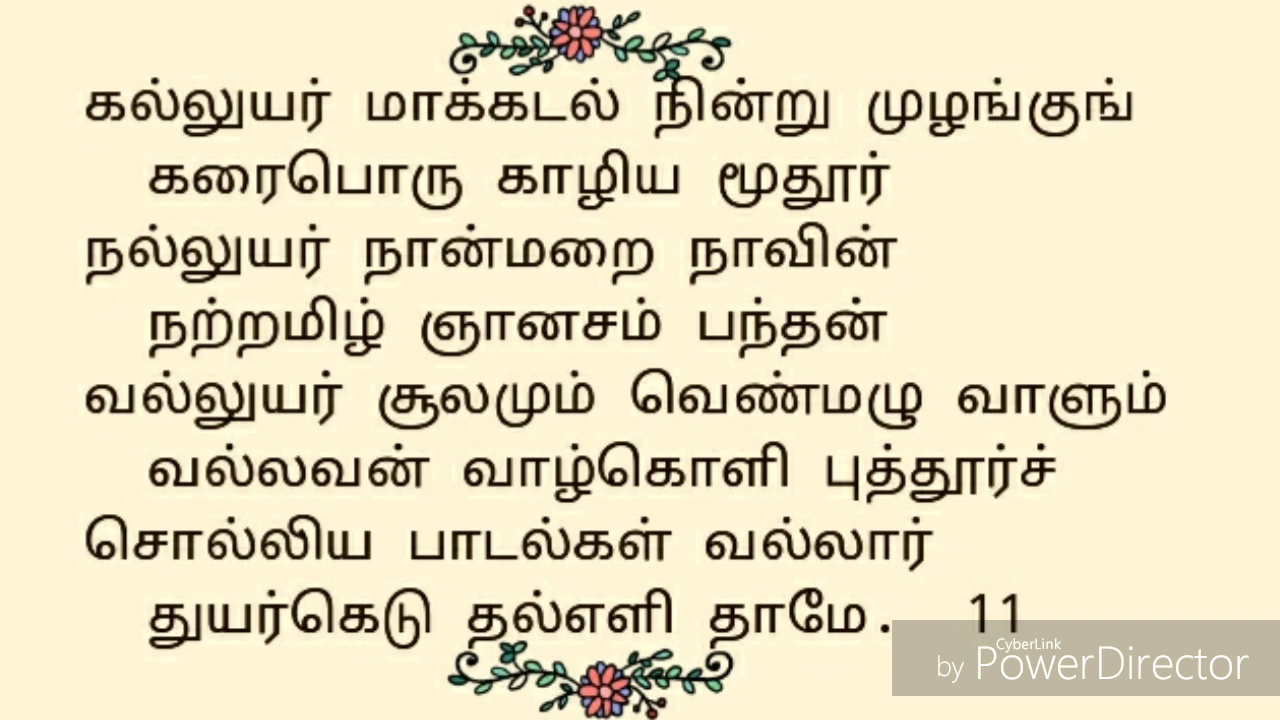 கல்லுயர் மாக்கடல் நின்று முழங்குங்
கரைபொரு காழிய மூதூர்
நல்லுயர் நான்மறை நாவின்
நற்றமிழ் ஞானசம் பந்தன்
வல்லுயர் சூலமும் வெண்மழு வாளும்
வல்லவன் வாழ்கொளி புத்தூர்ச்
சொல்லிய பாடல்கள் வல்லார்
துயர்கெடு தல்எளி தாமே. 11
CyberLink
by PowerDirector